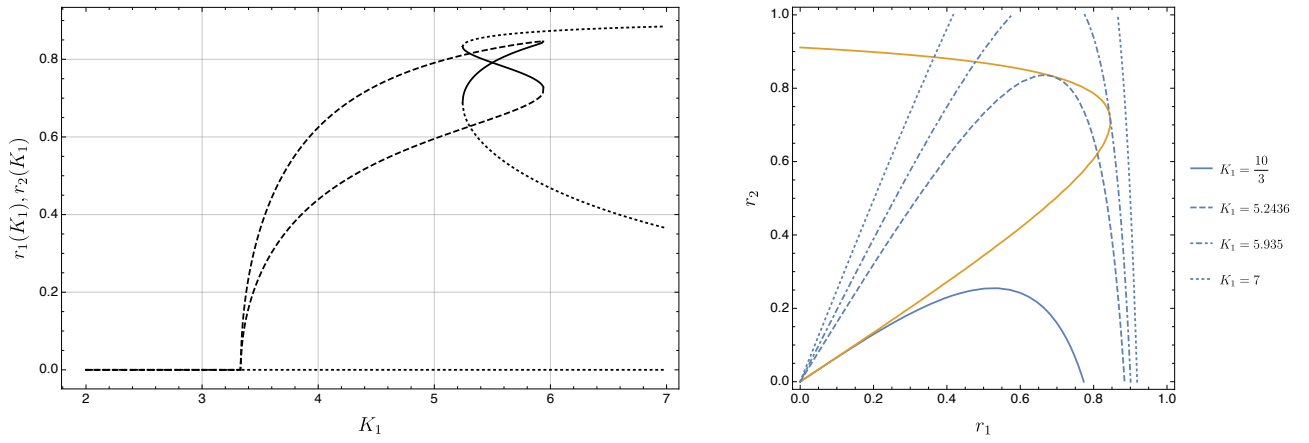 r₁(K₁), r₂(K₁)
0.8
0.6
0.4
0.2
0.0
2 3 4 5 6 7
K₁
r₂
1.0
0.8
0.6
0.4
0.2
0.0
0.0 0.2 0.4 0.6 0.8 1.0
r₁
K₁ = 10/3
K₁ = 5.2436
K₁ = 5.935
K₁ = 7